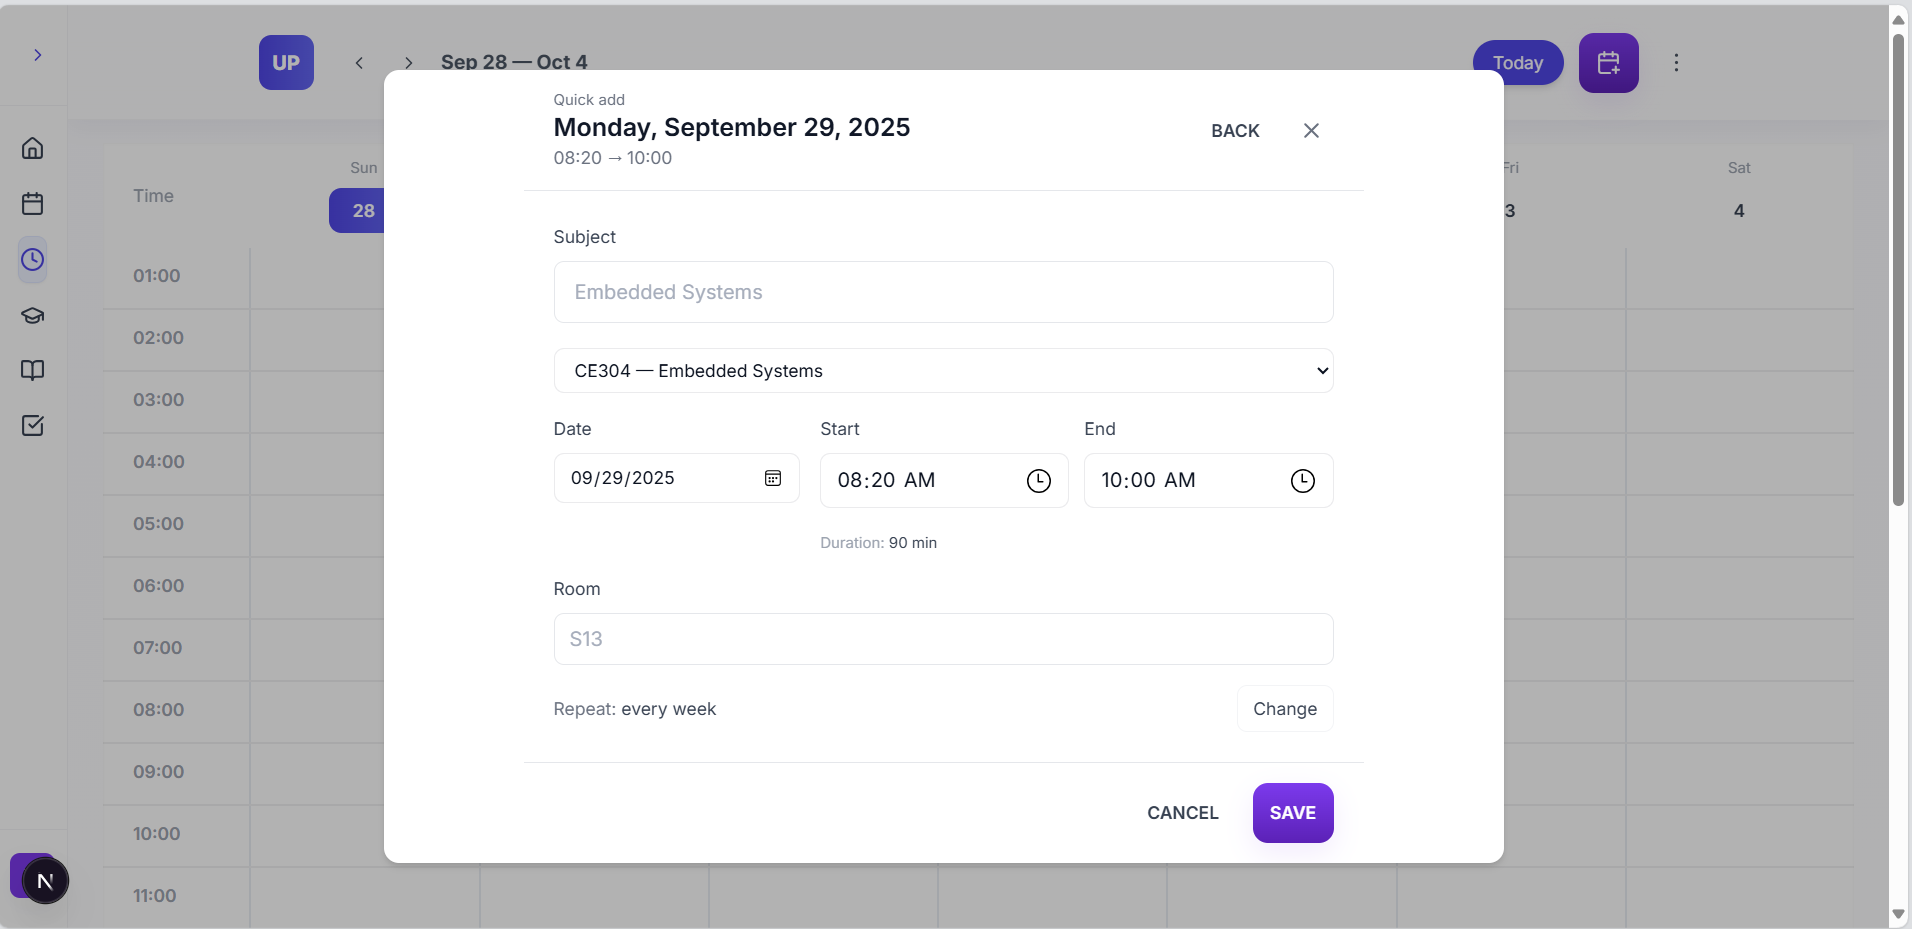 UP
Sep 28 — Oct 4
Today
Quick add
Monday, September 29, 2025
08:20 → 10:00
BACK
Time
Sun
28
Fri
3
Sat
4
Subject
Embedded Systems
CE304 — Embedded Systems
Date
Start
End
09/29/2025
08:20 AM
10:00 AM
Duration: 90 min
Room
S13
Repeat: every week
Change
CANCEL
SAVE
01:00
02:00
03:00
04:00
05:00
06:00
07:00
08:00
09:00
10:00
11:00
N